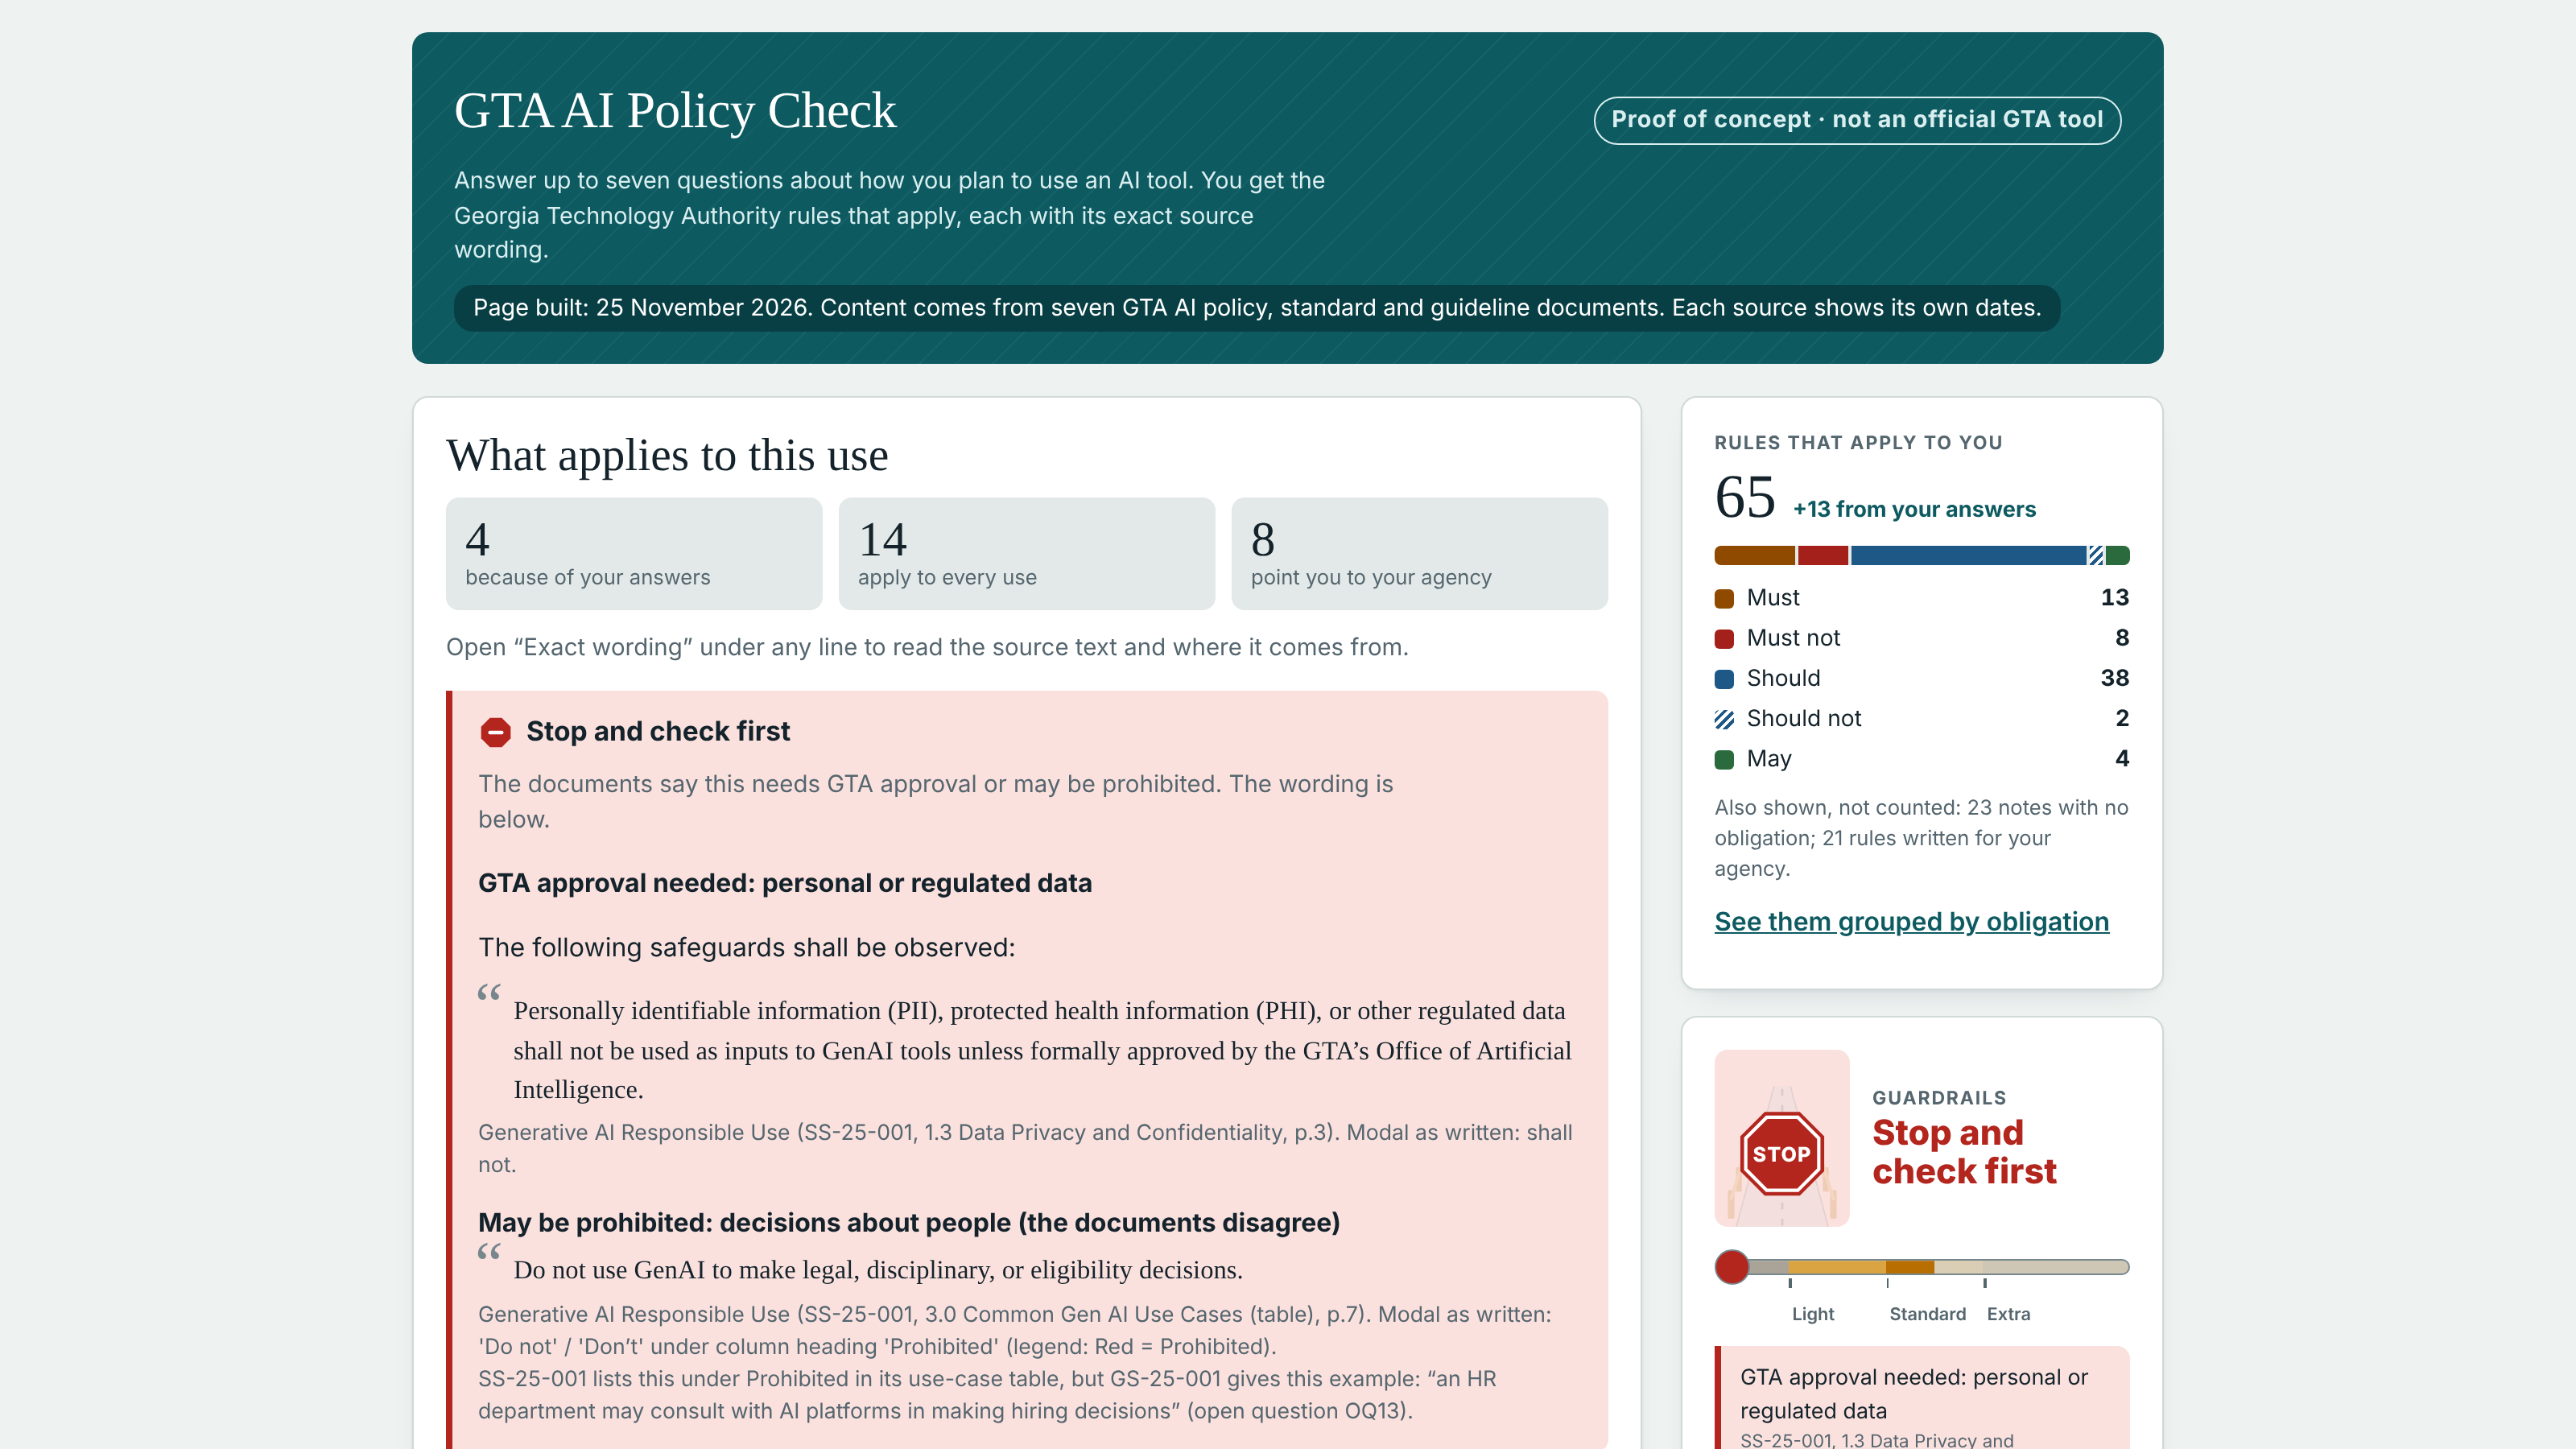 GTA AI Policy Check
Proof of concept · not an official GTA tool
Answer up to seven questions about how you plan to use an AI tool. You get the
Georgia Technology Authority rules that apply, each with its exact source
wording.
Page built: 25 November 2026. Content comes from seven GTA AI policy, standard and guideline documents. Each source shows its own dates.
What applies to this use
4
because of your answers
14
apply to every use
8
point you to your agency
Open “Exact wording” under any line to read the source text and where it comes from.
Stop and check first
The documents say this needs GTA approval or may be prohibited. The wording is
below.
GTA approval needed: personal or regulated data
The following safeguards shall be observed:
“
Personally identifiable information (PII), protected health information (PHI), or other regulated data
shall not be used as inputs to GenAI tools unless formally approved by the GTA’s Office of Artificial
Intelligence.
Generative AI Responsible Use (SS-25-001, 1.3 Data Privacy and Confidentiality, p.3). Modal as written: shall
not.
May be prohibited: decisions about people (the documents disagree)
“
Do not use GenAI to make legal, disciplinary, or eligibility decisions.
Generative AI Responsible Use (SS-25-001, 3.0 Common Gen AI Use Cases (table), p.7). Modal as written:
'Do not' / 'Don’t' under column heading 'Prohibited' (legend: Red = Prohibited).
SS-25-001 lists this under Prohibited in its use-case table, but GS-25-001 gives this example: “an HR
department may consult with AI platforms in making hiring decisions” (open question OQ13).
RULES THAT APPLY TO YOU
65 +13 from your answers
Must 13
Must not 8
Should 38
Should not 2
May 4
Also shown, not counted: 23 notes with no
obligation; 21 rules written for your
agency.
See them grouped by obligation
STOP
GUARDRAILS
Stop and
check first
Light Standard Extra
GTA approval needed: personal or
regulated data
SS-25-001, 1.3 Data Privacy and